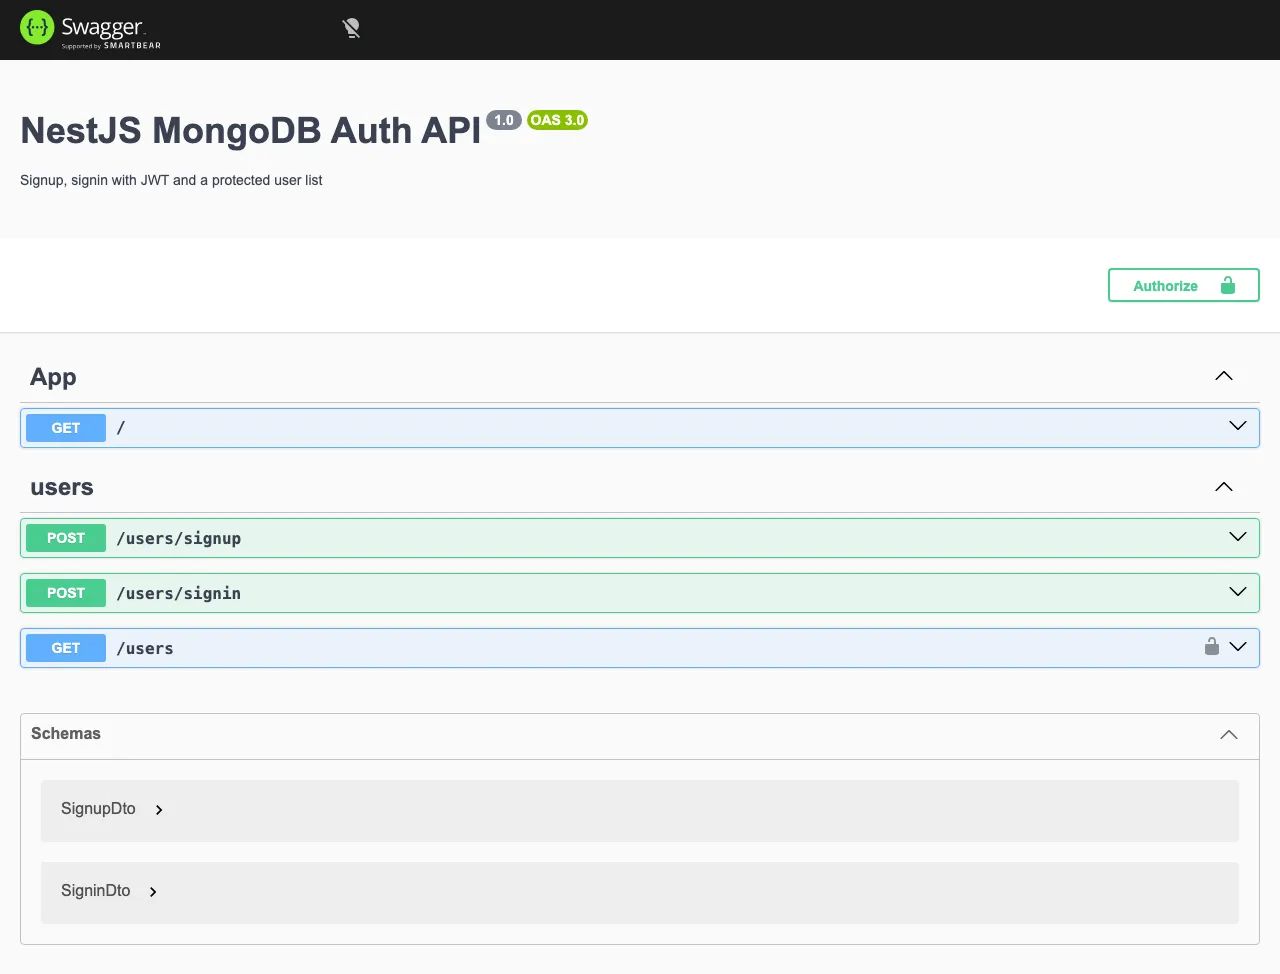 {···} Swagger
Supported by SMARTBEAR
NestJS MongoDB Auth API 1.0 OAS 3.0
Signup, signin with JWT and a protected user list
Authorize
App
GET /
users
POST /users/signup
POST /users/signin
GET /users
Schemas
SignupDto
SigninDto